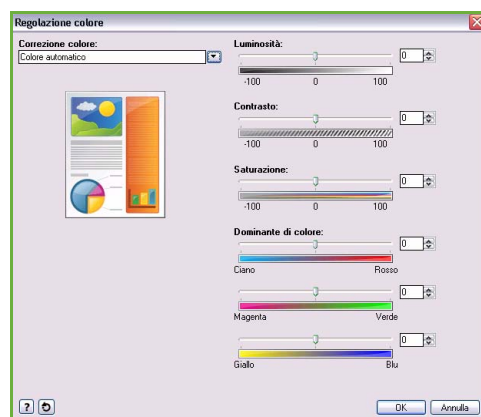 Regolazione colore
Correzione colore:
Colore automatico
Luminosità:
0
-100 0 100
Contrasto:
0
-100 0 100
Saturazione:
0
-100 0 100
Dominante di colore:
0
Ciano Rosso
0
Magenta Verde
0
Giallo Blu
?
OK Annulla